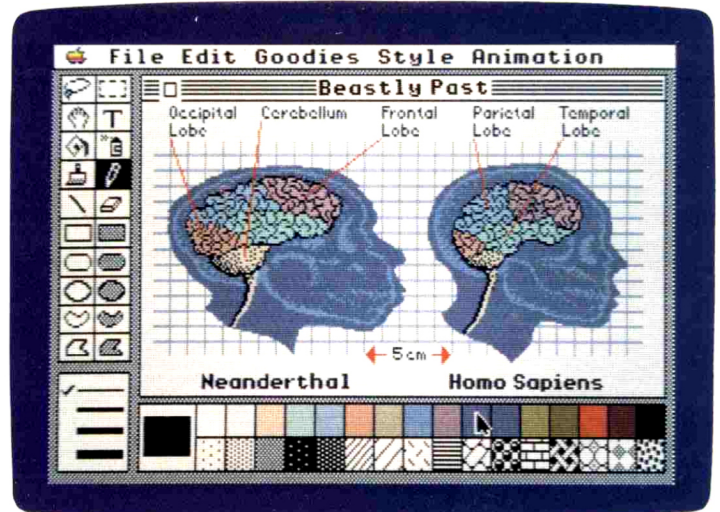 File Edit Goodies Style Animation
Beastly Past
Occipital Lobe
Cerebellum
Frontal Lobe
Parietal Lobe
Temporal Lobe
5cm
Neanderthal
Homo Sapiens
T